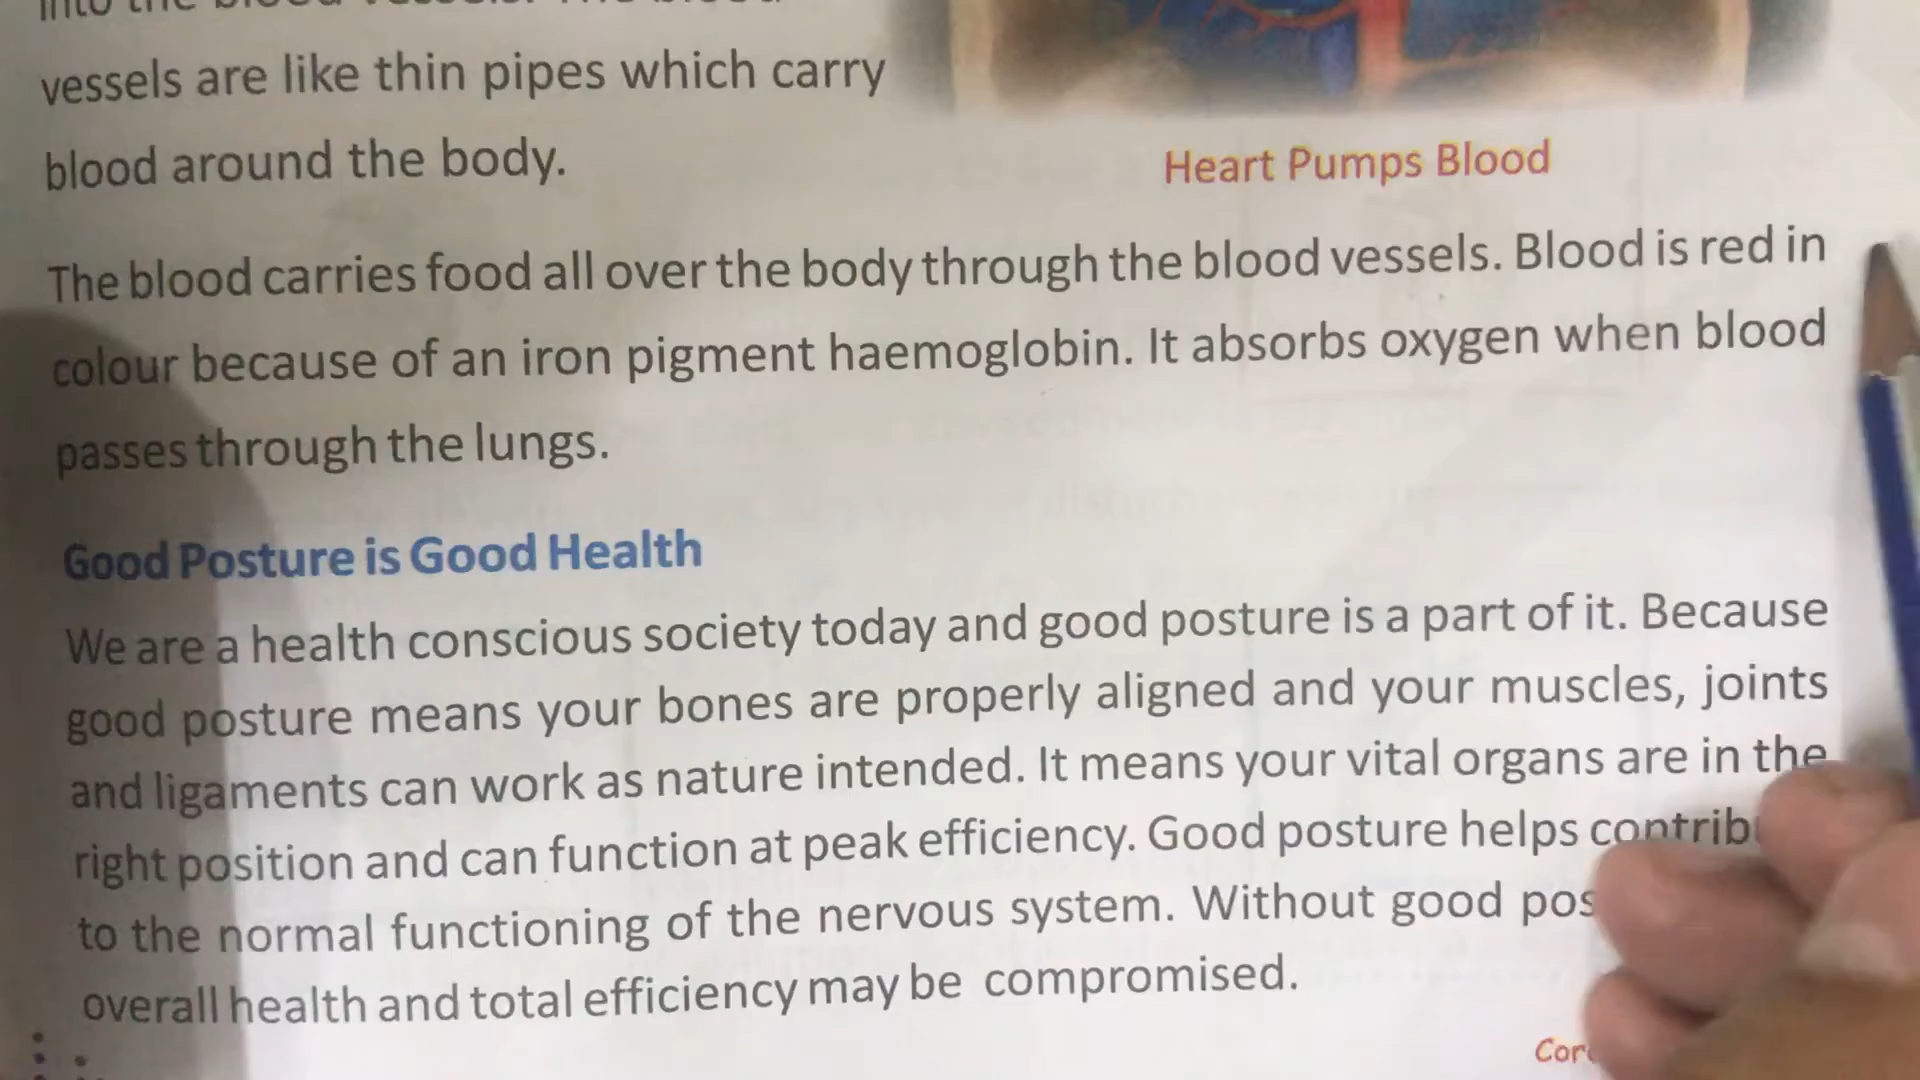 into the blood vessels. The blood
vessels are like thin pipes which carry
blood around the body.
Heart Pumps Blood
The blood carries food all over the body through the blood vessels. Blood is red in
colour because of an iron pigment haemoglobin. It absorbs oxygen when blood
passes through the lungs.
Good Posture is Good Health
We are a health conscious society today and good posture is a part of it. Because
good posture means your bones are properly aligned and your muscles, joints
and ligaments can work as nature intended. It means your vital organs are in the
right position and can function at peak efficiency. Good posture helps
to the normal functioning of the nervous system. Without good
overall health and total efficiency may be compromised.